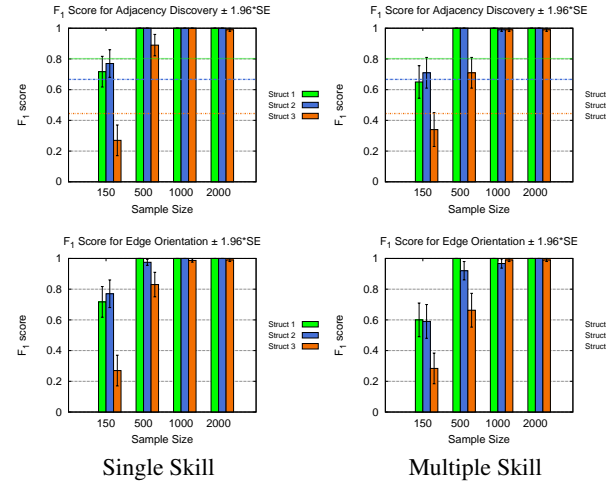 F1 Score for Adjacency Discovery ± 1.96*SE
F1 score
1
0.8
0.6
0.4
0.2
0
150 500 1000 2000
Sample Size
Struct 1
Struct 2
Struct 3
F1 Score for Adjacency Discovery ± 1.96*SE
F1 score
1
0.8
0.6
0.4
0.2
0
150 500 1000 2000
Sample Size
Struct
Struct
Struct
F1 Score for Edge Orientation ± 1.96*SE
F1 score
1
0.8
0.6
0.4
0.2
0
150 500 1000 2000
Sample Size
Struct 1
Struct 2
Struct 3
F1 Score for Edge Orientation ± 1.96*SE
F1 score
1
0.8
0.6
0.4
0.2
0
150 500 1000 2000
Sample Size
Struct
Struct
Struct
Single Skill
Multiple Skill